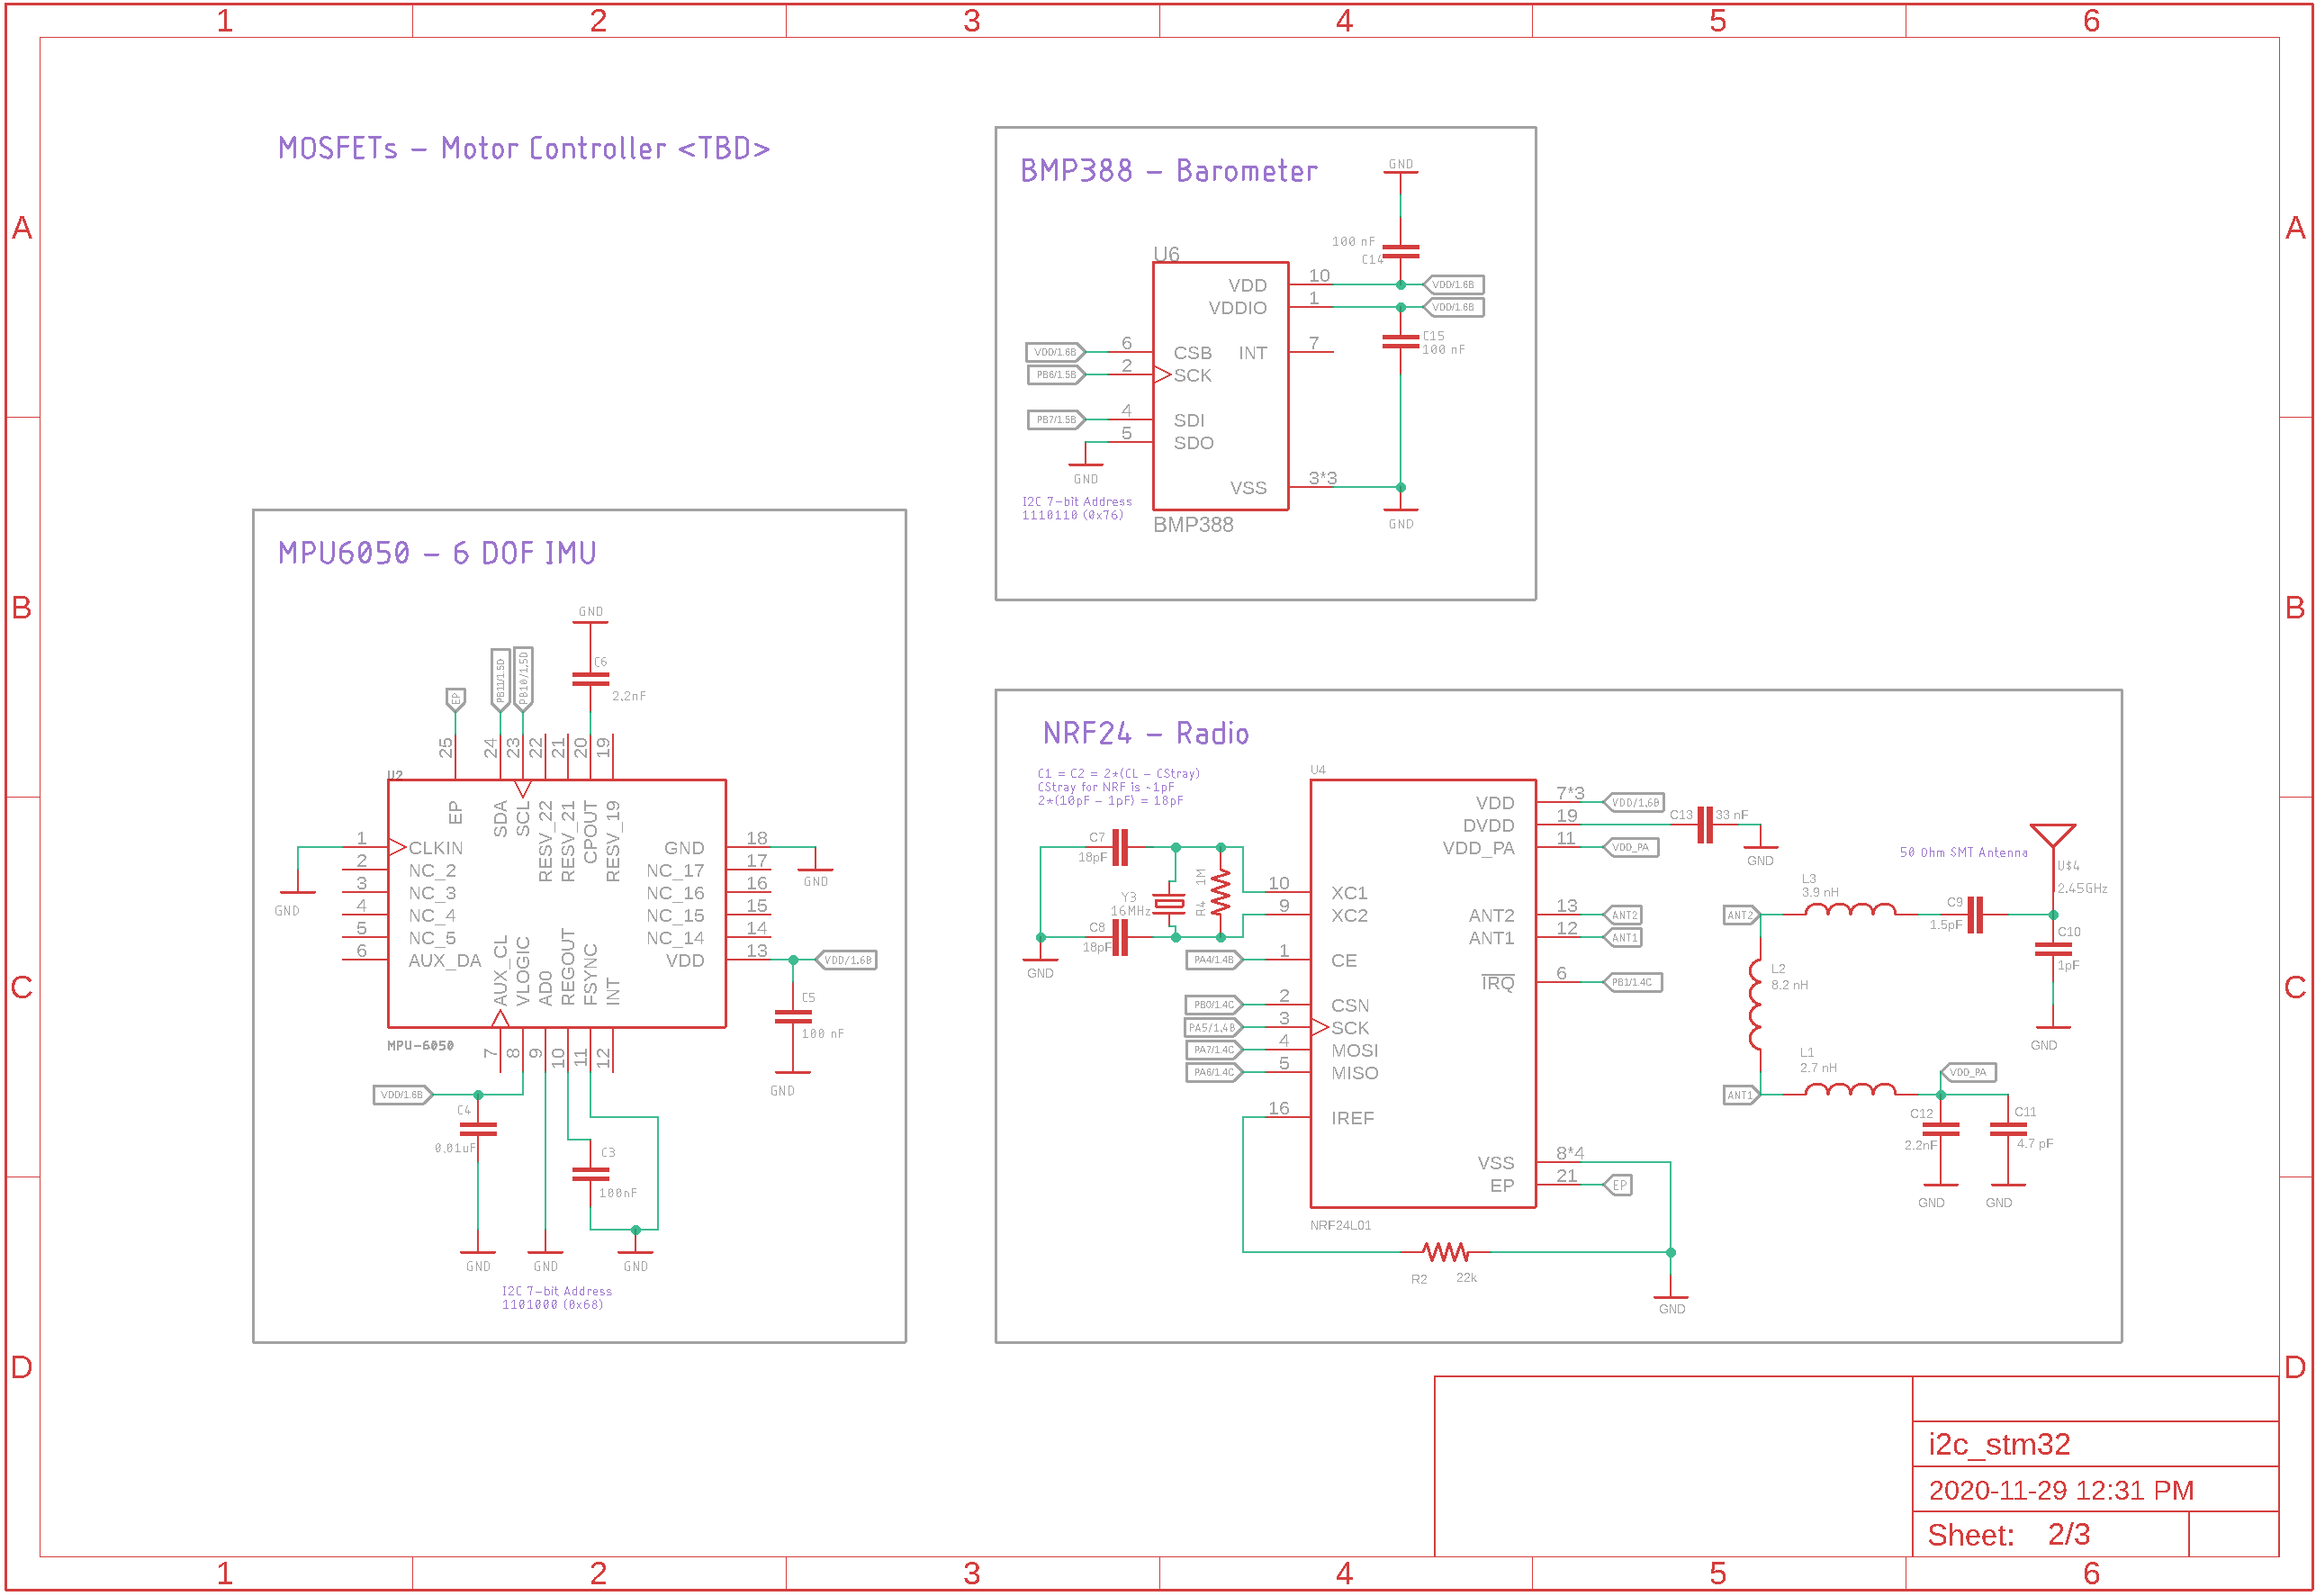 1 2 3 4 5 6
A A
B B
C C
D D
MOSFETs - Motor Controller <TBD>
BMP388 - Barometer
GND
100 nF
C14
U6
VDD 10 VDD/1.6B
VDDIO 1 VDD/1.6B
C15
100 nF
VDD/1.6B 6 CSB INT 7
PB6/1.5B 2 SCK
PB7/1.5B 4 SDI
5 SDO
GND
VSS 3*3
GND
I2C 7-bit Address
1110110 (0x76)
BMP388
MPU6050 - 6 DOF IMU
GND
C6
2.2nF
EP
PB11/1.5D
PB10/1.5D
25 24 23 22 21 20 19
U2
EP SDA SCL RESV_22 RESV_21 CPOUT RESV_19
1 CLKIN GND 18
2 NC_2 NC_17 17
3 NC_3 NC_16 16
4 NC_4 NC_15 15
5 NC_5 NC_14 14
6 AUX_DA VDD 13 VDD/1.6B
GND
GND
AUX_CL VLOGIC AD0 REGOUT FSYNC INT
C5
100 nF
GND
MPU-6050
7 8 9 10 11 12
VDD/1.6B
C4
0.01uF
C3
100nF
GND GND GND
I2C 7-bit Address
1101000 (0x68)
NRF24 - Radio
C1 = C2 = 2*(CL - CStray)
CStray for NRF is ~1pF
2*(10pF - 1pF) = 18pF
C7
18pF
Y3
16MHz
R4 1M
C8
18pF
GND
U4
VDD 7*3 VDD/1.6B
DVDD 19 C13 33 nF
GND
VDD_PA 11 VDD_PA
10 XC1
9 XC2
ANT2 13 ANT2
ANT1 12 ANT1
PA4/1.4B 1 CE
IRQ 6 PB1/1.4C
PB0/1.4C 2 CSN
PA5/1.4B 3 SCK
PA7/1.4C 4 MOSI
PA6/1.4C 5 MISO
16 IREF
VSS 8*4
EP 21 EP
NRF24L01
R2 22k
GND
50 Ohm SMT Antenna
U$4
2.45GHz
L3
3.9 nH
ANT2
C9
1.5pF
C10
1pF
GND
L2
8.2 nH
L1
2.7 nH
ANT1
VDD_PA
C12
2.2nF
C11
4.7 pF
GND GND
i2c_stm32
2020-11-29 12:31 PM
Sheet: 2/3
1 2 3 4 5 6